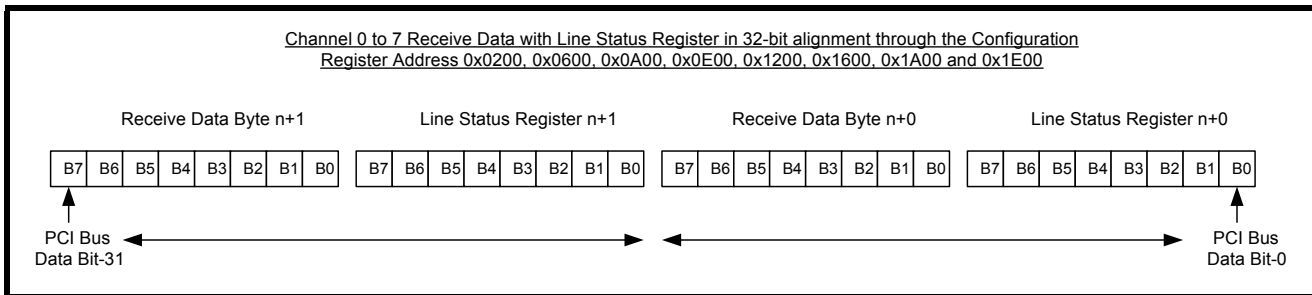 Channel 0 to 7 Receive Data with Line Status Register in 32-bit alignment through the Configuration
Register Address 0x0200, 0x0600, 0x0A00, 0x0E00, 0x1200, 0x1600, 0x1A00 and 0x1E00
Receive Data Byte n+1 Line Status Register n+1 Receive Data Byte n+0 Line Status Register n+0
B7 B6 B5 B4 B3 B2 B1 B0 B7 B6 B5 B4 B3 B2 B1 B0 B7 B6 B5 B4 B3 B2 B1 B0 B7 B6 B5 B4 B3 B2 B1 B0
PCI Bus PCI Bus
Data Bit-31 Data Bit-0